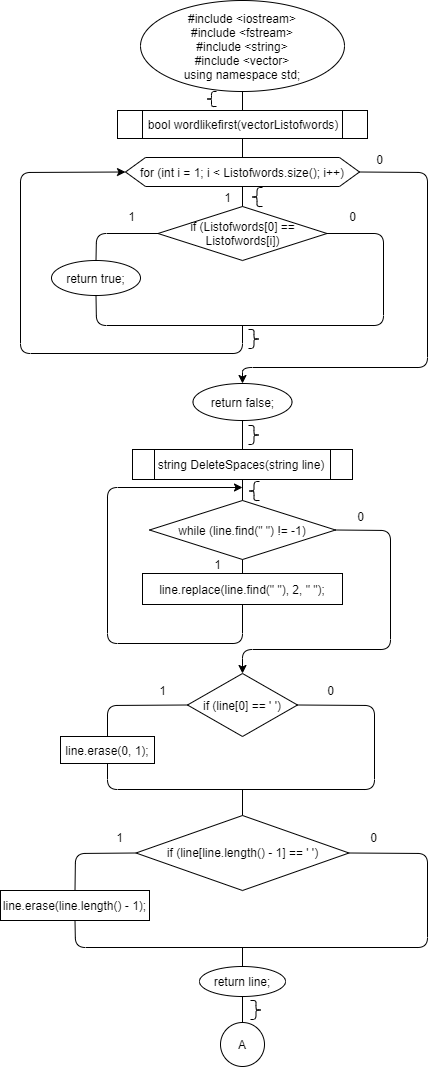 #include <iostream>
#include <fstream>
#include <string>
#include <vector>
using namespace std;
{
bool wordlikefirst(vectorListofwords)
for (int i = 1; i < Listofwords.size(); i++)
0
1
{
if (Listofwords[0] ==
Listofwords[i])
1
0
return true;
}
return false;
}
string DeleteSpaces(string line)
{
while (line.find(" ") != -1)
0
1
line.replace(line.find(" "), 2, " ");
if (line[0] == ' ')
1
0
line.erase(0, 1);
if (line[line.length() - 1] == ' ')
1
0
line.erase(line.length() - 1);
return line;
}
A